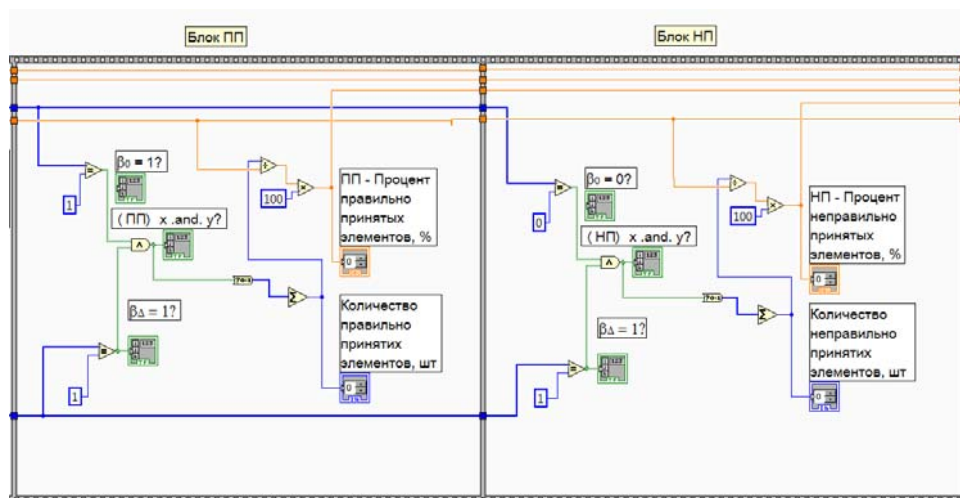 Блок ПП
Блок НП
β₀ = 1?
1
( ПП) x .and. y?
100
ПП - Процент
правильно
принятых
элементов, %
Количество
правильно
принятих
элементов, шт
βΔ = 1?
1
β₀ = 0?
0
(НП) x .and. y?
100
НП - Процент
неправильно
принятых
элементов, %
Количество
неправильно
принятих
элементов, шт
βΔ = 1?
1